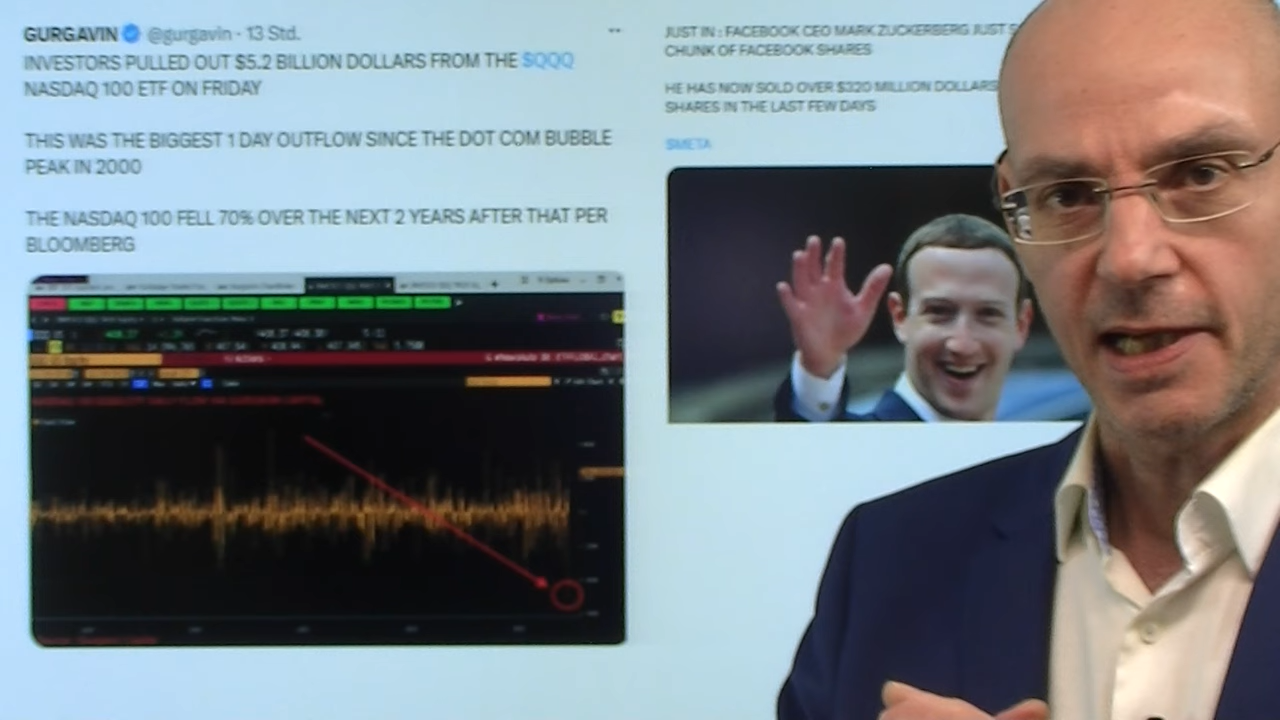 GURGAVIN @gurgavin · 13 Std.
INVESTORS PULLED OUT $5.2 BILLION DOLLARS FROM THE $QQQ
NASDAQ 100 ETF ON FRIDAY
THIS WAS THE BIGGEST 1 DAY OUTFLOW SINCE THE DOT COM BUBBLE
PEAK IN 2000
THE NASDAQ 100 FELL 70% OVER THE NEXT 2 YEARS AFTER THAT PER
BLOOMBERG
JUST IN : FACEBOOK CEO MARK ZUCKERBERG JUST
CHUNK OF FACEBOOK SHARES
HE HAS NOW SOLD OVER $320 MILLION DOLLARS
SHARES IN THE LAST FEW DAYS
$META